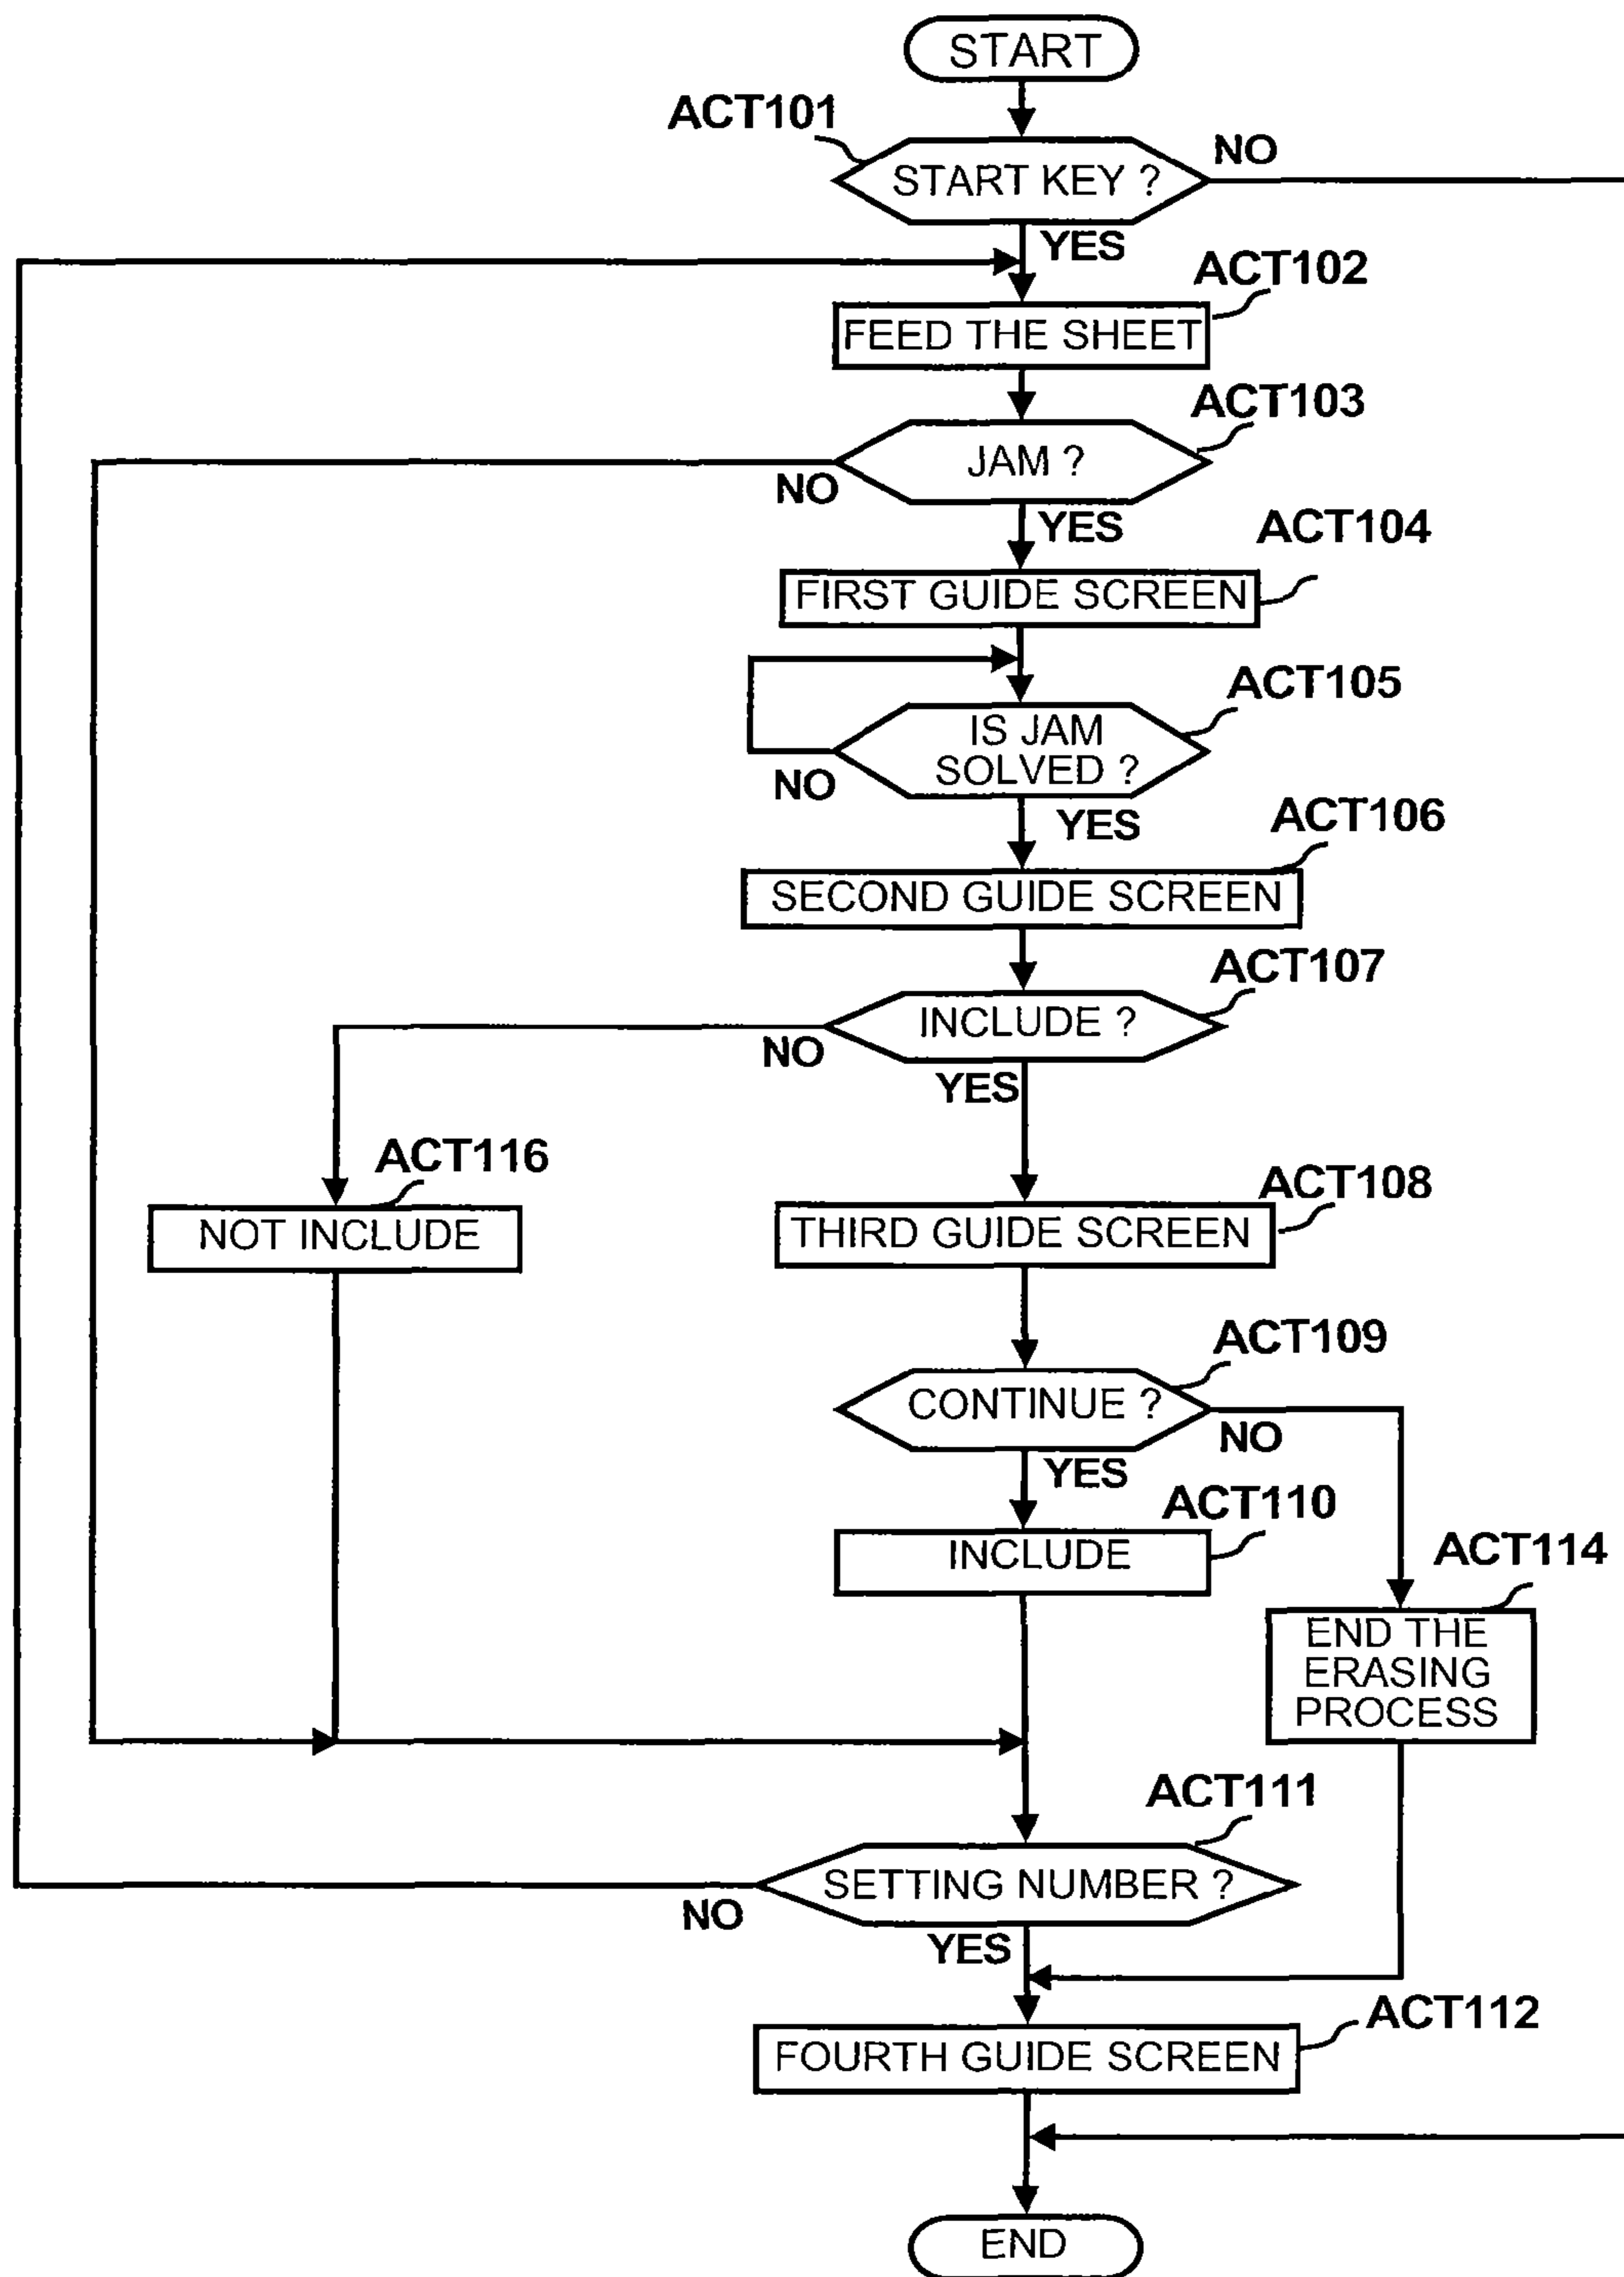 START
ACT101
START KEY ?
NO
YES
ACT102
FEED THE SHEET
ACT103
JAM ?
NO
YES
ACT104
FIRST GUIDE SCREEN
ACT105
IS JAM
SOLVED ?
NO
YES
ACT106
SECOND GUIDE SCREEN
ACT107
INCLUDE ?
NO
YES
ACT116
NOT INCLUDE
ACT108
THIRD GUIDE SCREEN
ACT109
CONTINUE ?
NO
YES
ACT110
INCLUDE
ACT114
END THE
ERASING
PROCESS
ACT111
SETTING NUMBER ?
NO
YES
ACT112
FOURTH GUIDE SCREEN
END